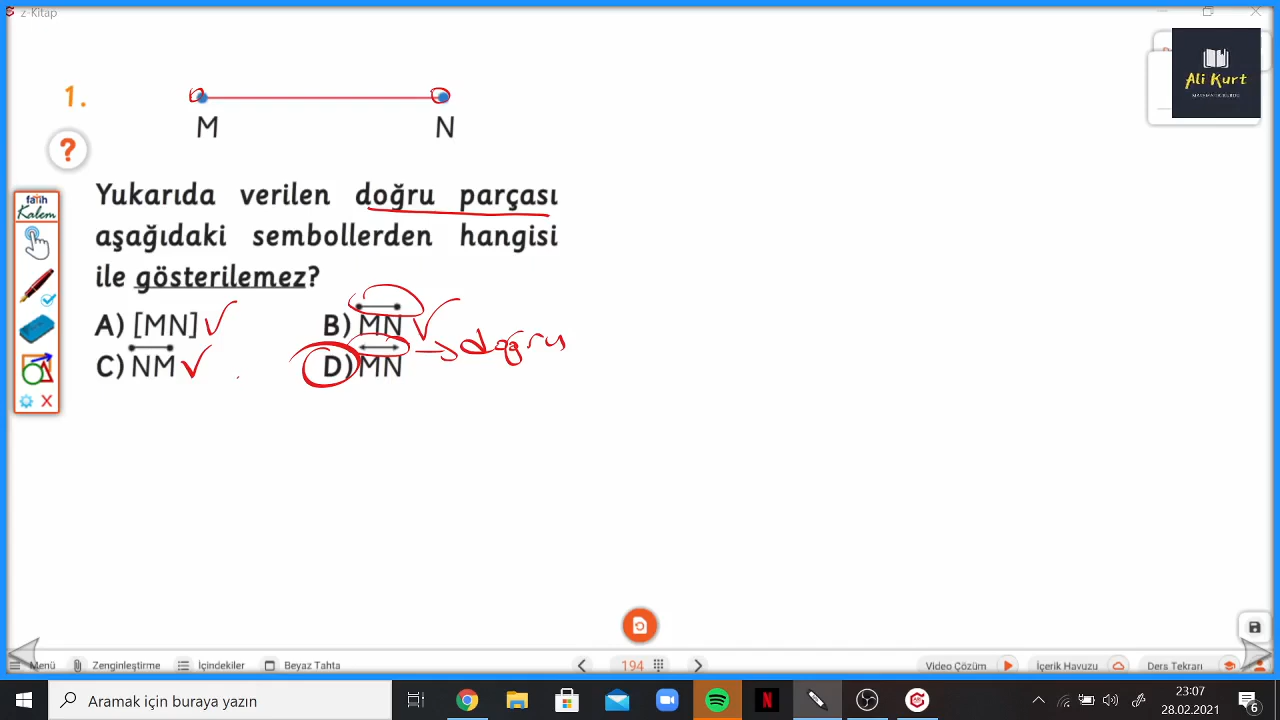 z-Kitap
Ali Kurt
1.
M N
?
fatih
Kalem
Yukarıda verilen doğru parçası
aşağıdaki sembollerden hangisi
ile gösterilemez?
A) [MN] B) MN
C) NM D) MN
doğru
Menü Zenginleştirme İçindekiler Beyaz Tahta 194 Video Çözüm İçerik Havuzu Ders Tekrarı
Aramak için buraya yazın
23:07
28.02.2021
6